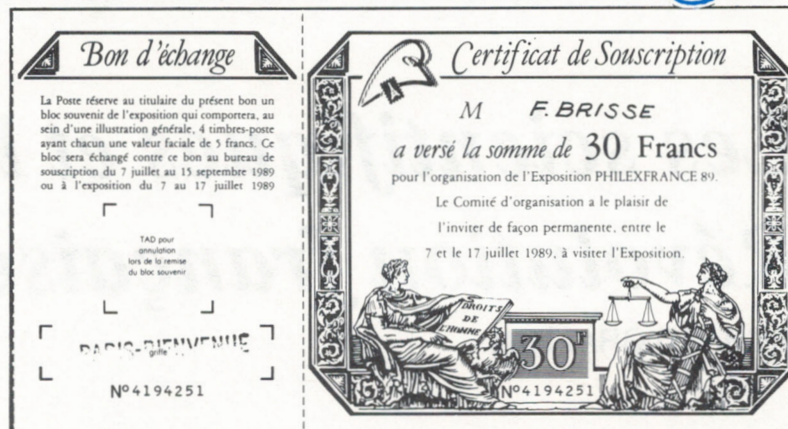 Bon d'échange
La Poste réserve au titulaire du présent bon un
bloc souvenir de l'exposition qui comportera, au
sein d'une illustration générale, 4 timbres-poste
ayant chacun une valeur faciale de 5 francs. Ce
bloc sera échangé contre ce bon au bureau de
souscription du 7 juillet au 15 septembre 1989
ou à l'exposition du 7 au 17 juillet 1989
TAD pour
annulation
lors de la remise
du bloc souvenir
PARIS-BIENVENUE
griffe
Nº4194251
Certificat de Souscription
M F. BRISSE
a versé la somme de 30 Francs
pour l'organisation de l'Exposition PHILEXFRANCE 89.
Le Comité d'organisation a le plaisir de
l'inviter de façon permanente, entre le
7 et le 17 juillet 1989, à visiter l'Exposition.
DROITS
DE
L'HOMME
30F
Nº4194251